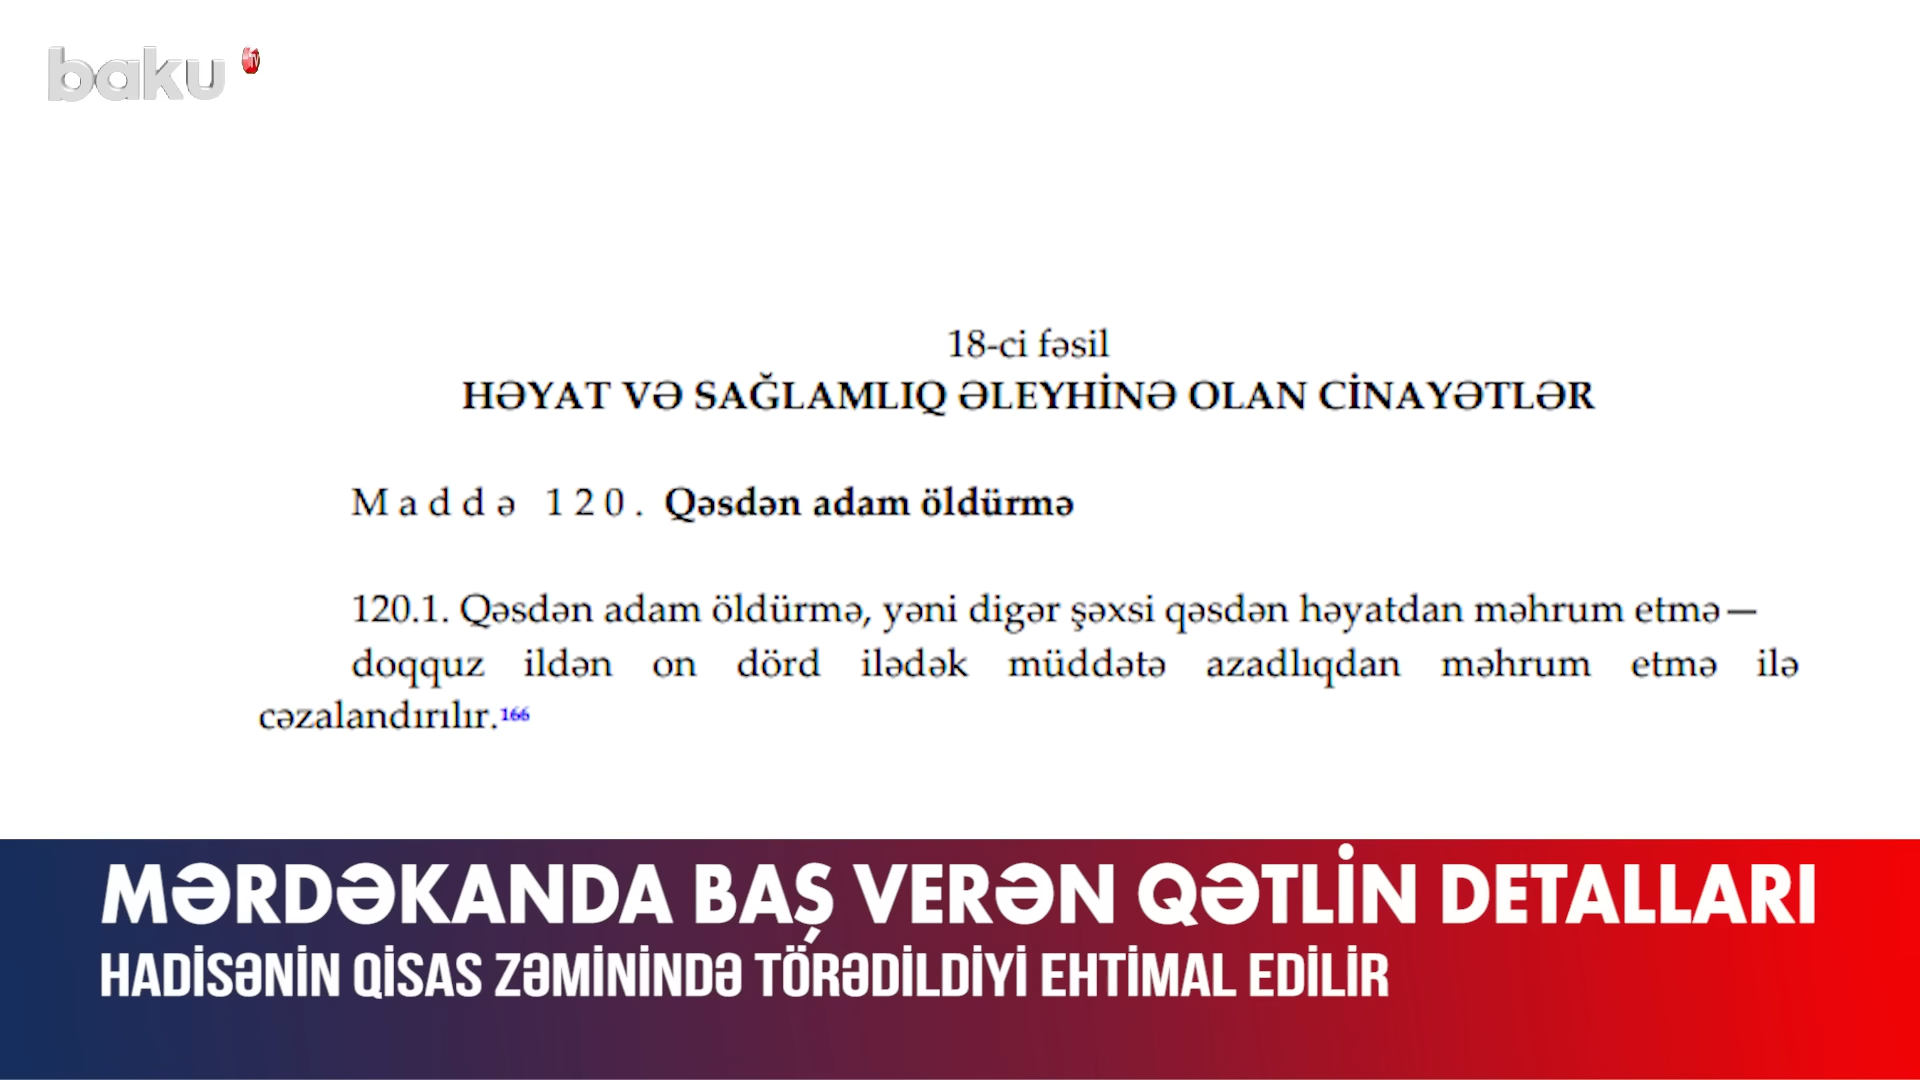 baku TV
18-ci fəsil
HƏYAT VƏ SAĞLAMLIQ ƏLEYHİNƏ OLAN CİNAYƏTLƏR
Maddə 120. Qəsdən adam öldürmə
120.1. Qəsdən adam öldürmə, yəni digər şəxsi qəsdən həyatdan məhrum etmə—
doqquz ildən on dörd ilədək müddətə azadlıqdan məhrum etmə ilə
cəzalandırılır.166
MƏRDƏKANDA BAŞ VERƏN QƏTLİN DETALLARI
HADİSƏNİN QİSAS ZƏMİNİNDƏ TÖRƏDİLDİYİ EHTİMAL EDİLİR